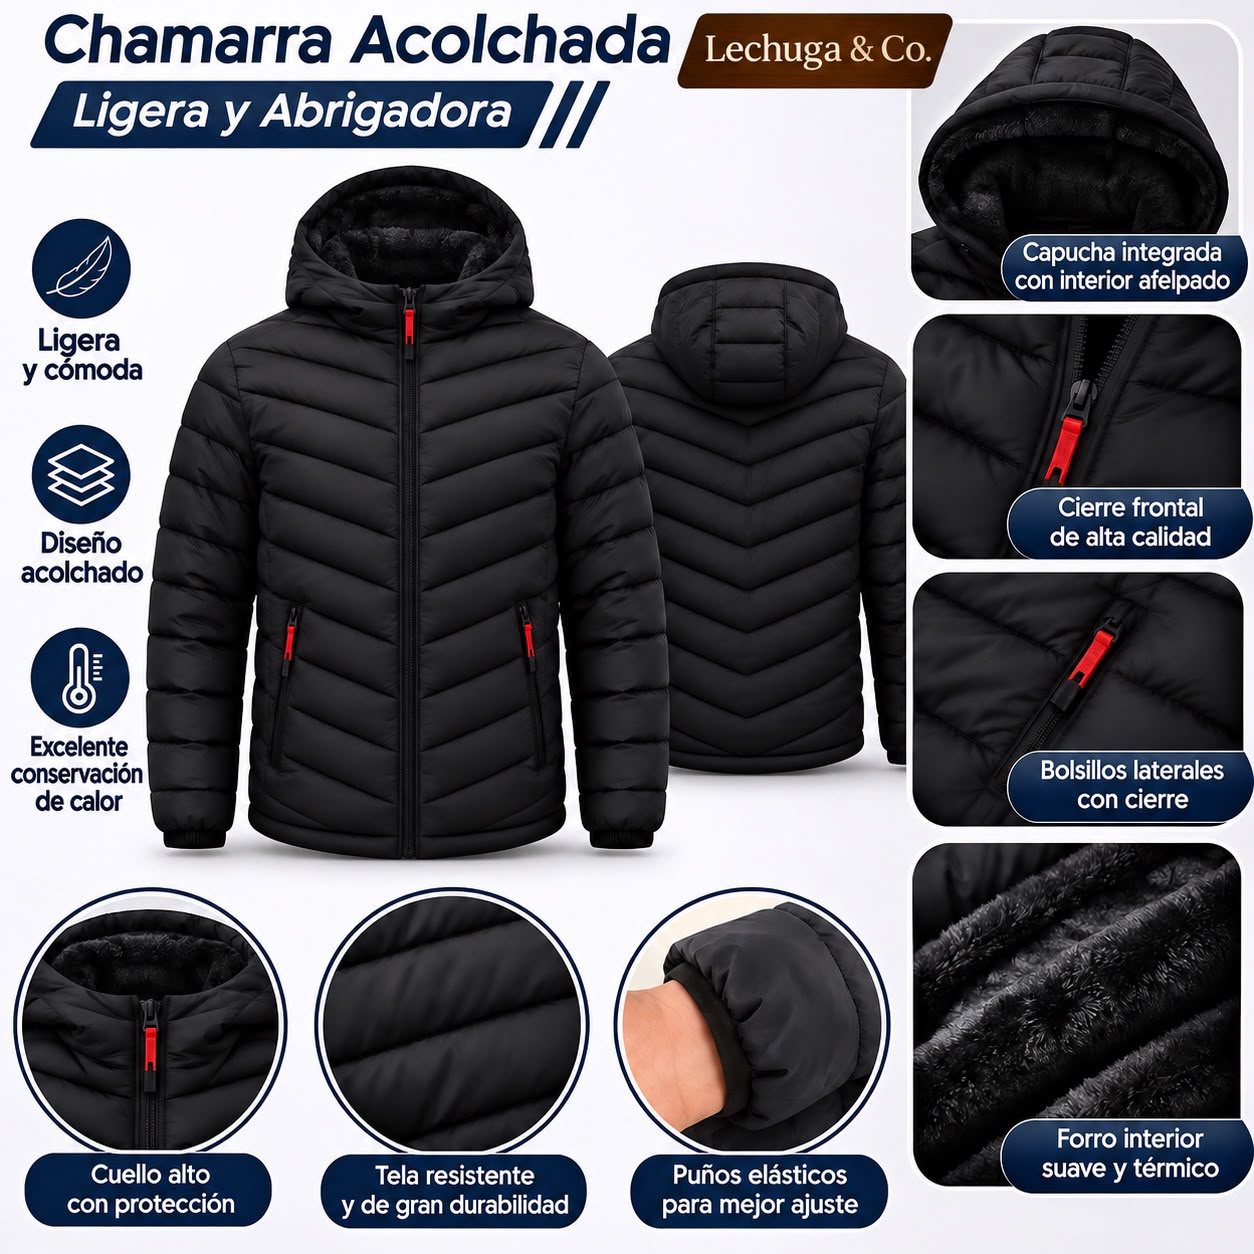 Chamarra Acolchada
Lechuga & Co.
Ligera y Abrigadora
Ligera
y cómoda
Diseño
acolchado
Excelente
conservación
de calor
Capucha integrada
con interior afelpado
Cierre frontal
de alta calidad
Bolsillos laterales
con cierre
Forro interior
suave y térmico
Cuello alto
con protección
Tela resistente
y de gran durabilidad
Puños elásticos
para mejor ajuste